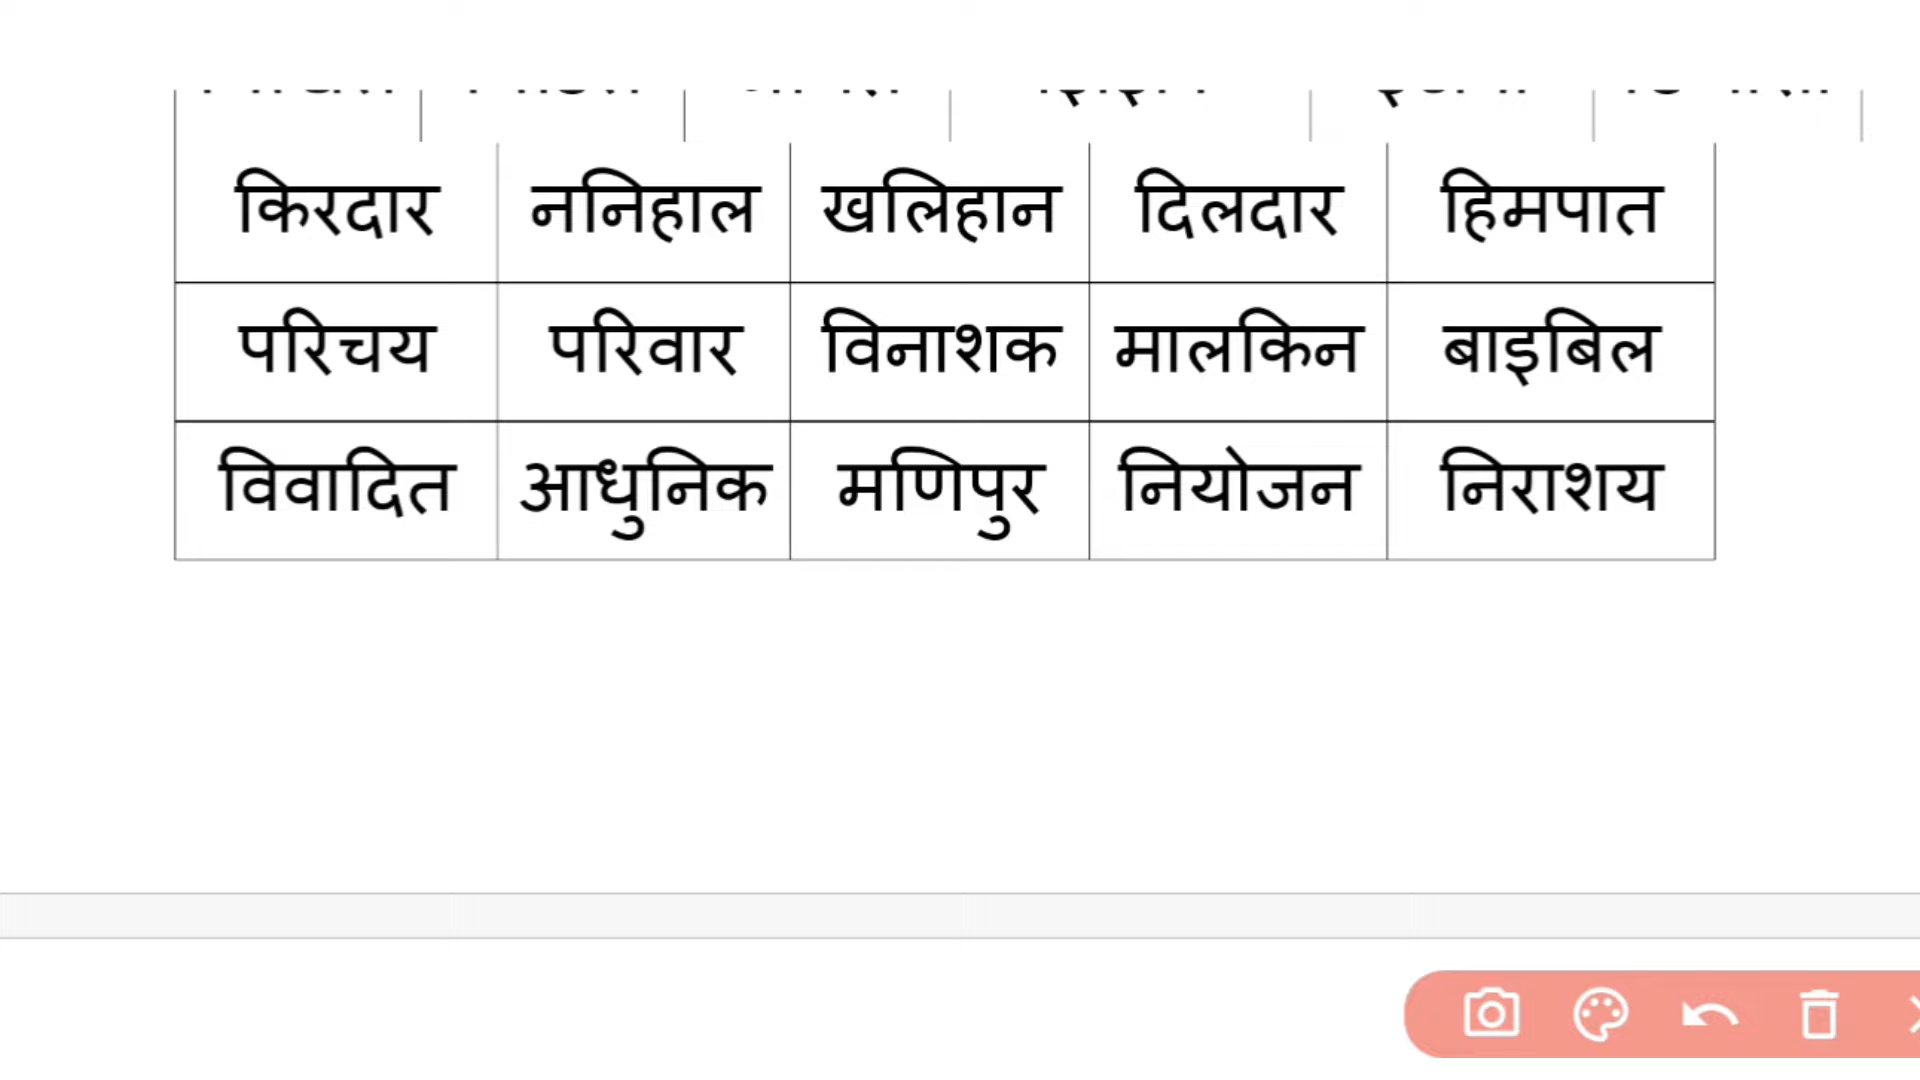 किरदार ननिहाल खलिहान दिलदार हिमपात
परिचय परिवार विनाशक मालकिन बाइबिल
विवादित आधुनिक मणिपुर नियोजन निराशय